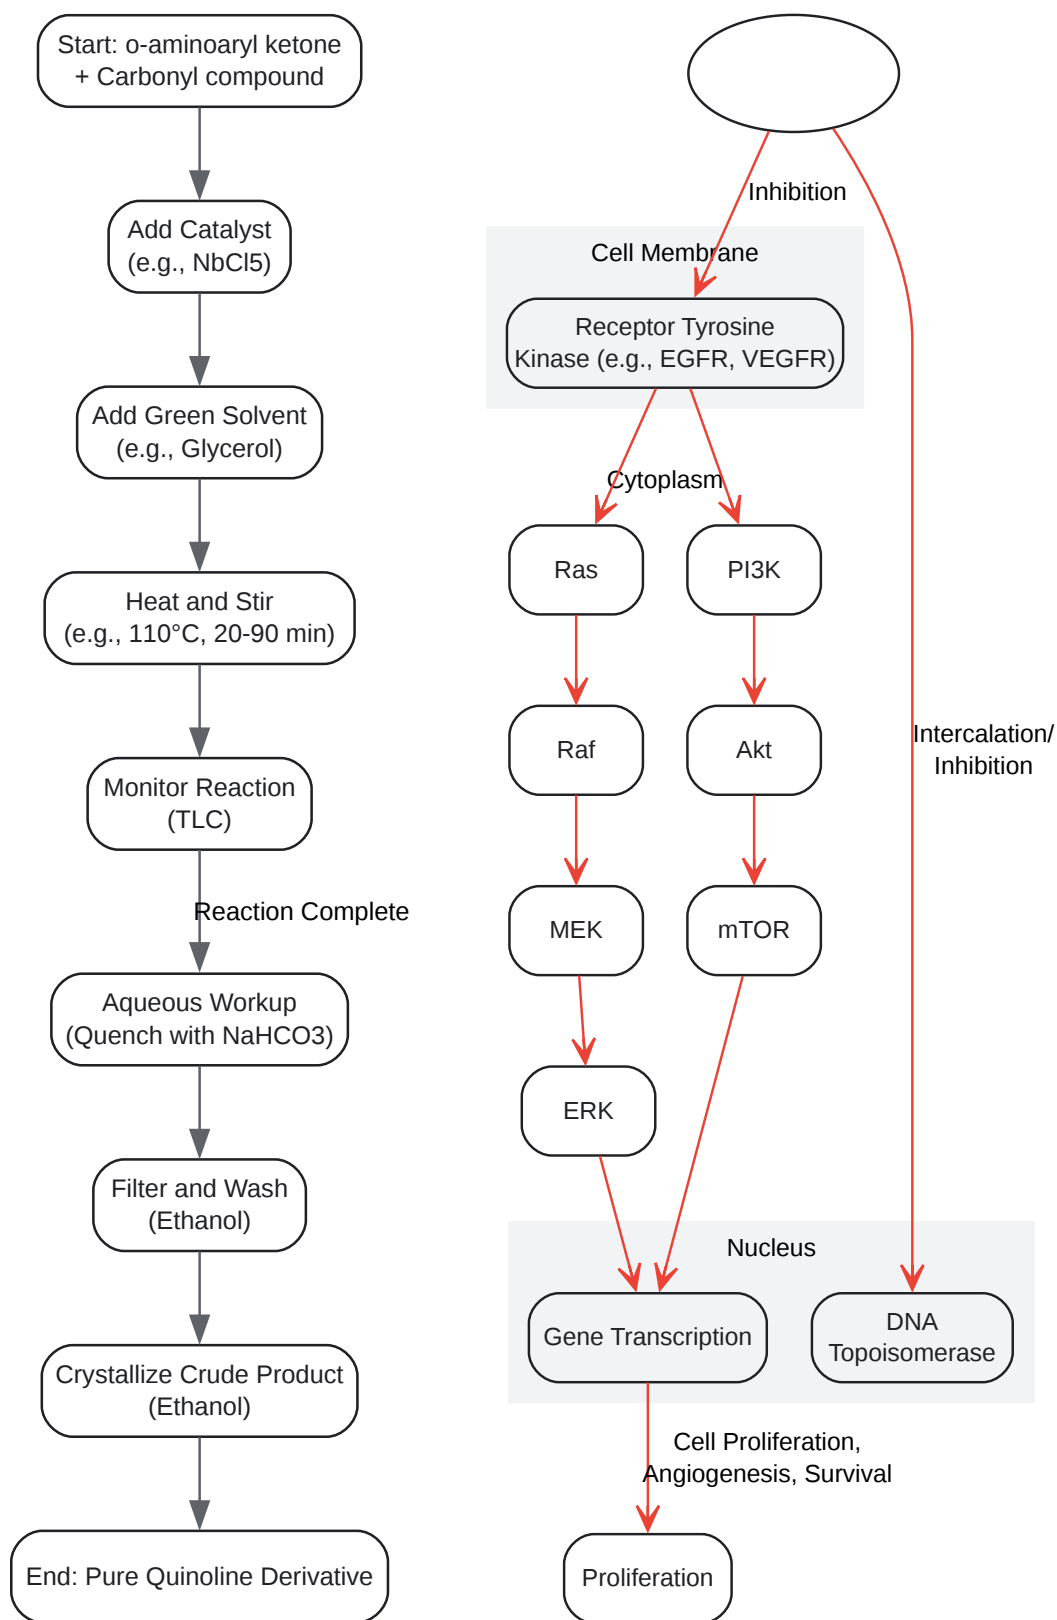 Start: o-aminoaryl ketone
+ Carbonyl compound
Add Catalyst
(e.g., NbCl5)
Add Green Solvent
(e.g., Glycerol)
Heat and Stir
(e.g., 110°C, 20-90 min)
Monitor Reaction
(TLC)
Reaction Complete
Aqueous Workup
(Quench with NaHCO3)
Filter and Wash
(Ethanol)
Crystallize Crude Product
(Ethanol)
End: Pure Quinoline Derivative
Inhibition
Cell Membrane
Receptor Tyrosine
Kinase (e.g., EGFR, VEGFR)
Cytoplasm
Ras
PI3K
Raf
Akt
Intercalation/
Inhibition
MEK
mTOR
ERK
Nucleus
Gene Transcription
DNA
Topoisomerase
Cell Proliferation,
Angiogenesis, Survival
Proliferation